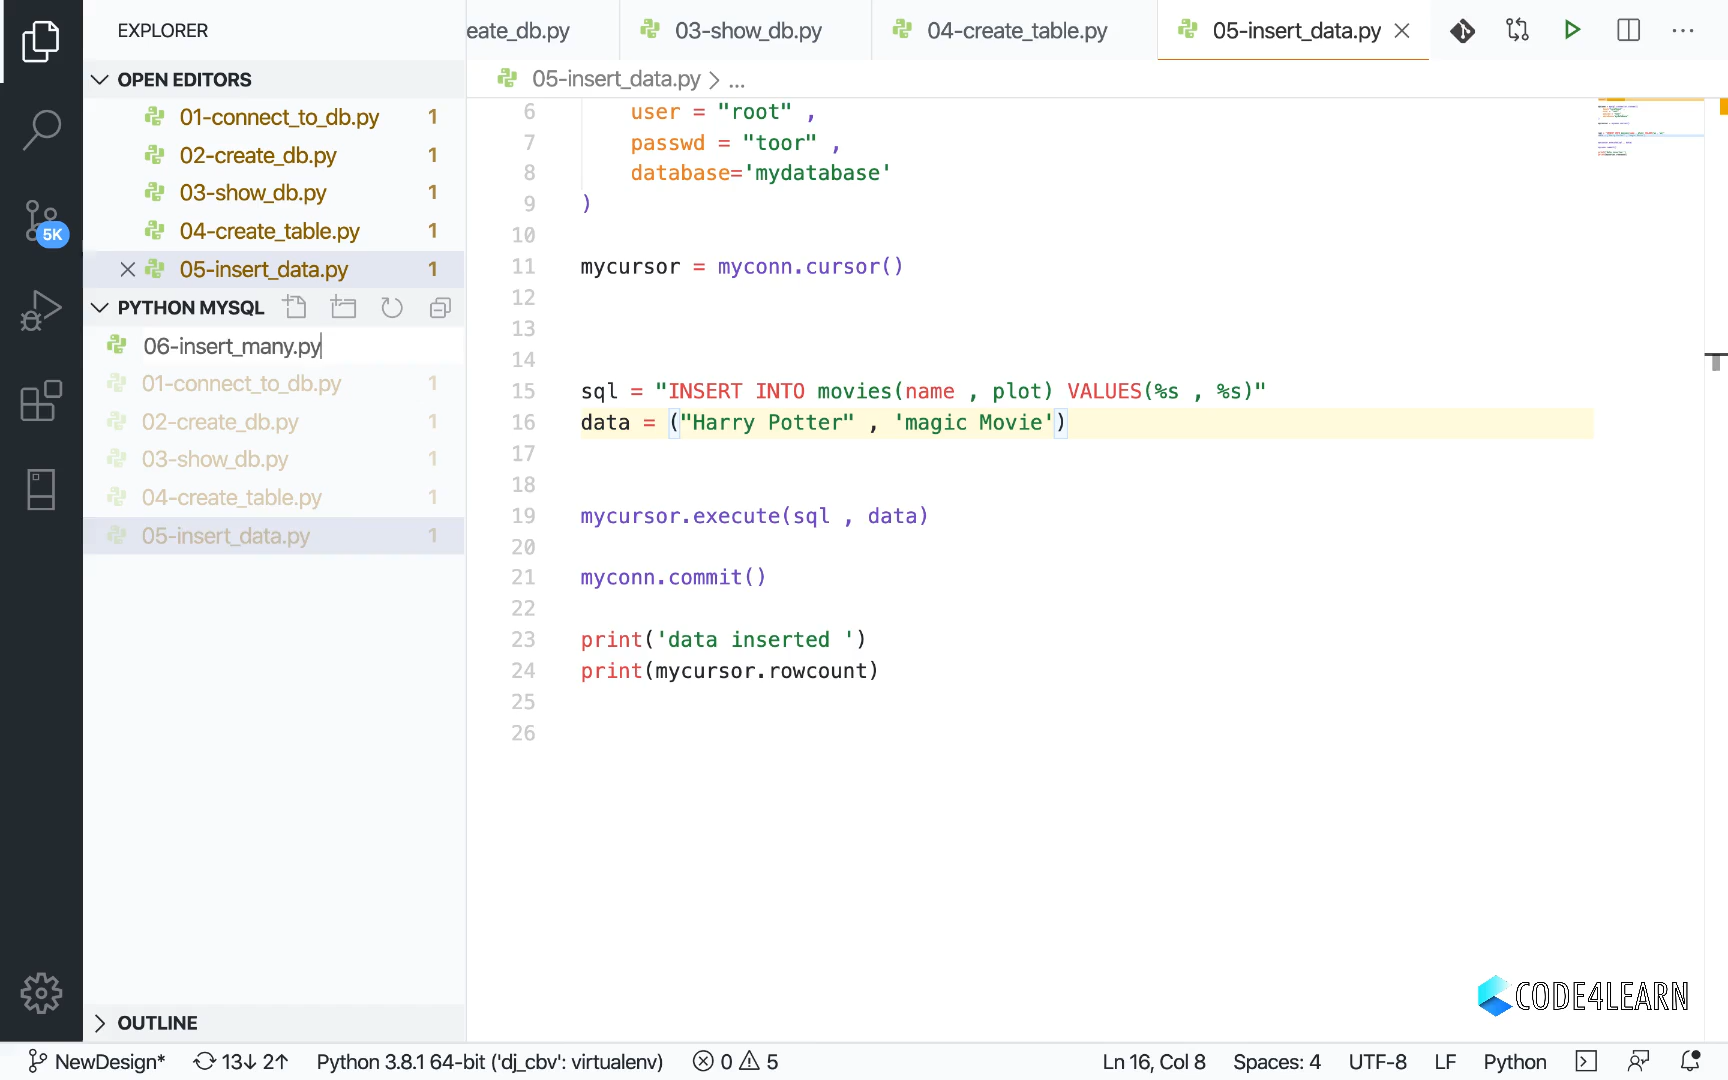 EXPLORER
OPEN EDITORS
01-connect_to_db.py 1
02-create_db.py 1
03-show_db.py 1
04-create_table.py 1
05-insert_data.py 1
PYTHON MYSQL
06-insert_many.py
01-connect_to_db.py 1
02-create_db.py 1
03-show_db.py 1
04-create_table.py 1
05-insert_data.py 1
OUTLINE
5K
eate_db.py 03-show_db.py 04-create_table.py 05-insert_data.py
05-insert_data.py > ...
6 user = "root" ,
7 passwd = "toor" ,
8 database='mydatabase'
9 )
10
11 mycursor = myconn.cursor()
12
13
14
15 sql = "INSERT INTO movies(name , plot) VALUES(%s , %s)"
16 data = ("Harry Potter" , 'magic Movie')
17
18
19 mycursor.execute(sql , data)
20
21 myconn.commit()
22
23 print('data inserted ')
24 print(mycursor.rowcount)
25
26
CODE4LEARN
NewDesign* 13↓ 2↑ Python 3.8.1 64-bit ('dj_cbv': virtualenv) 0 5 Ln 16, Col 8 Spaces: 4 UTF-8 LF Python